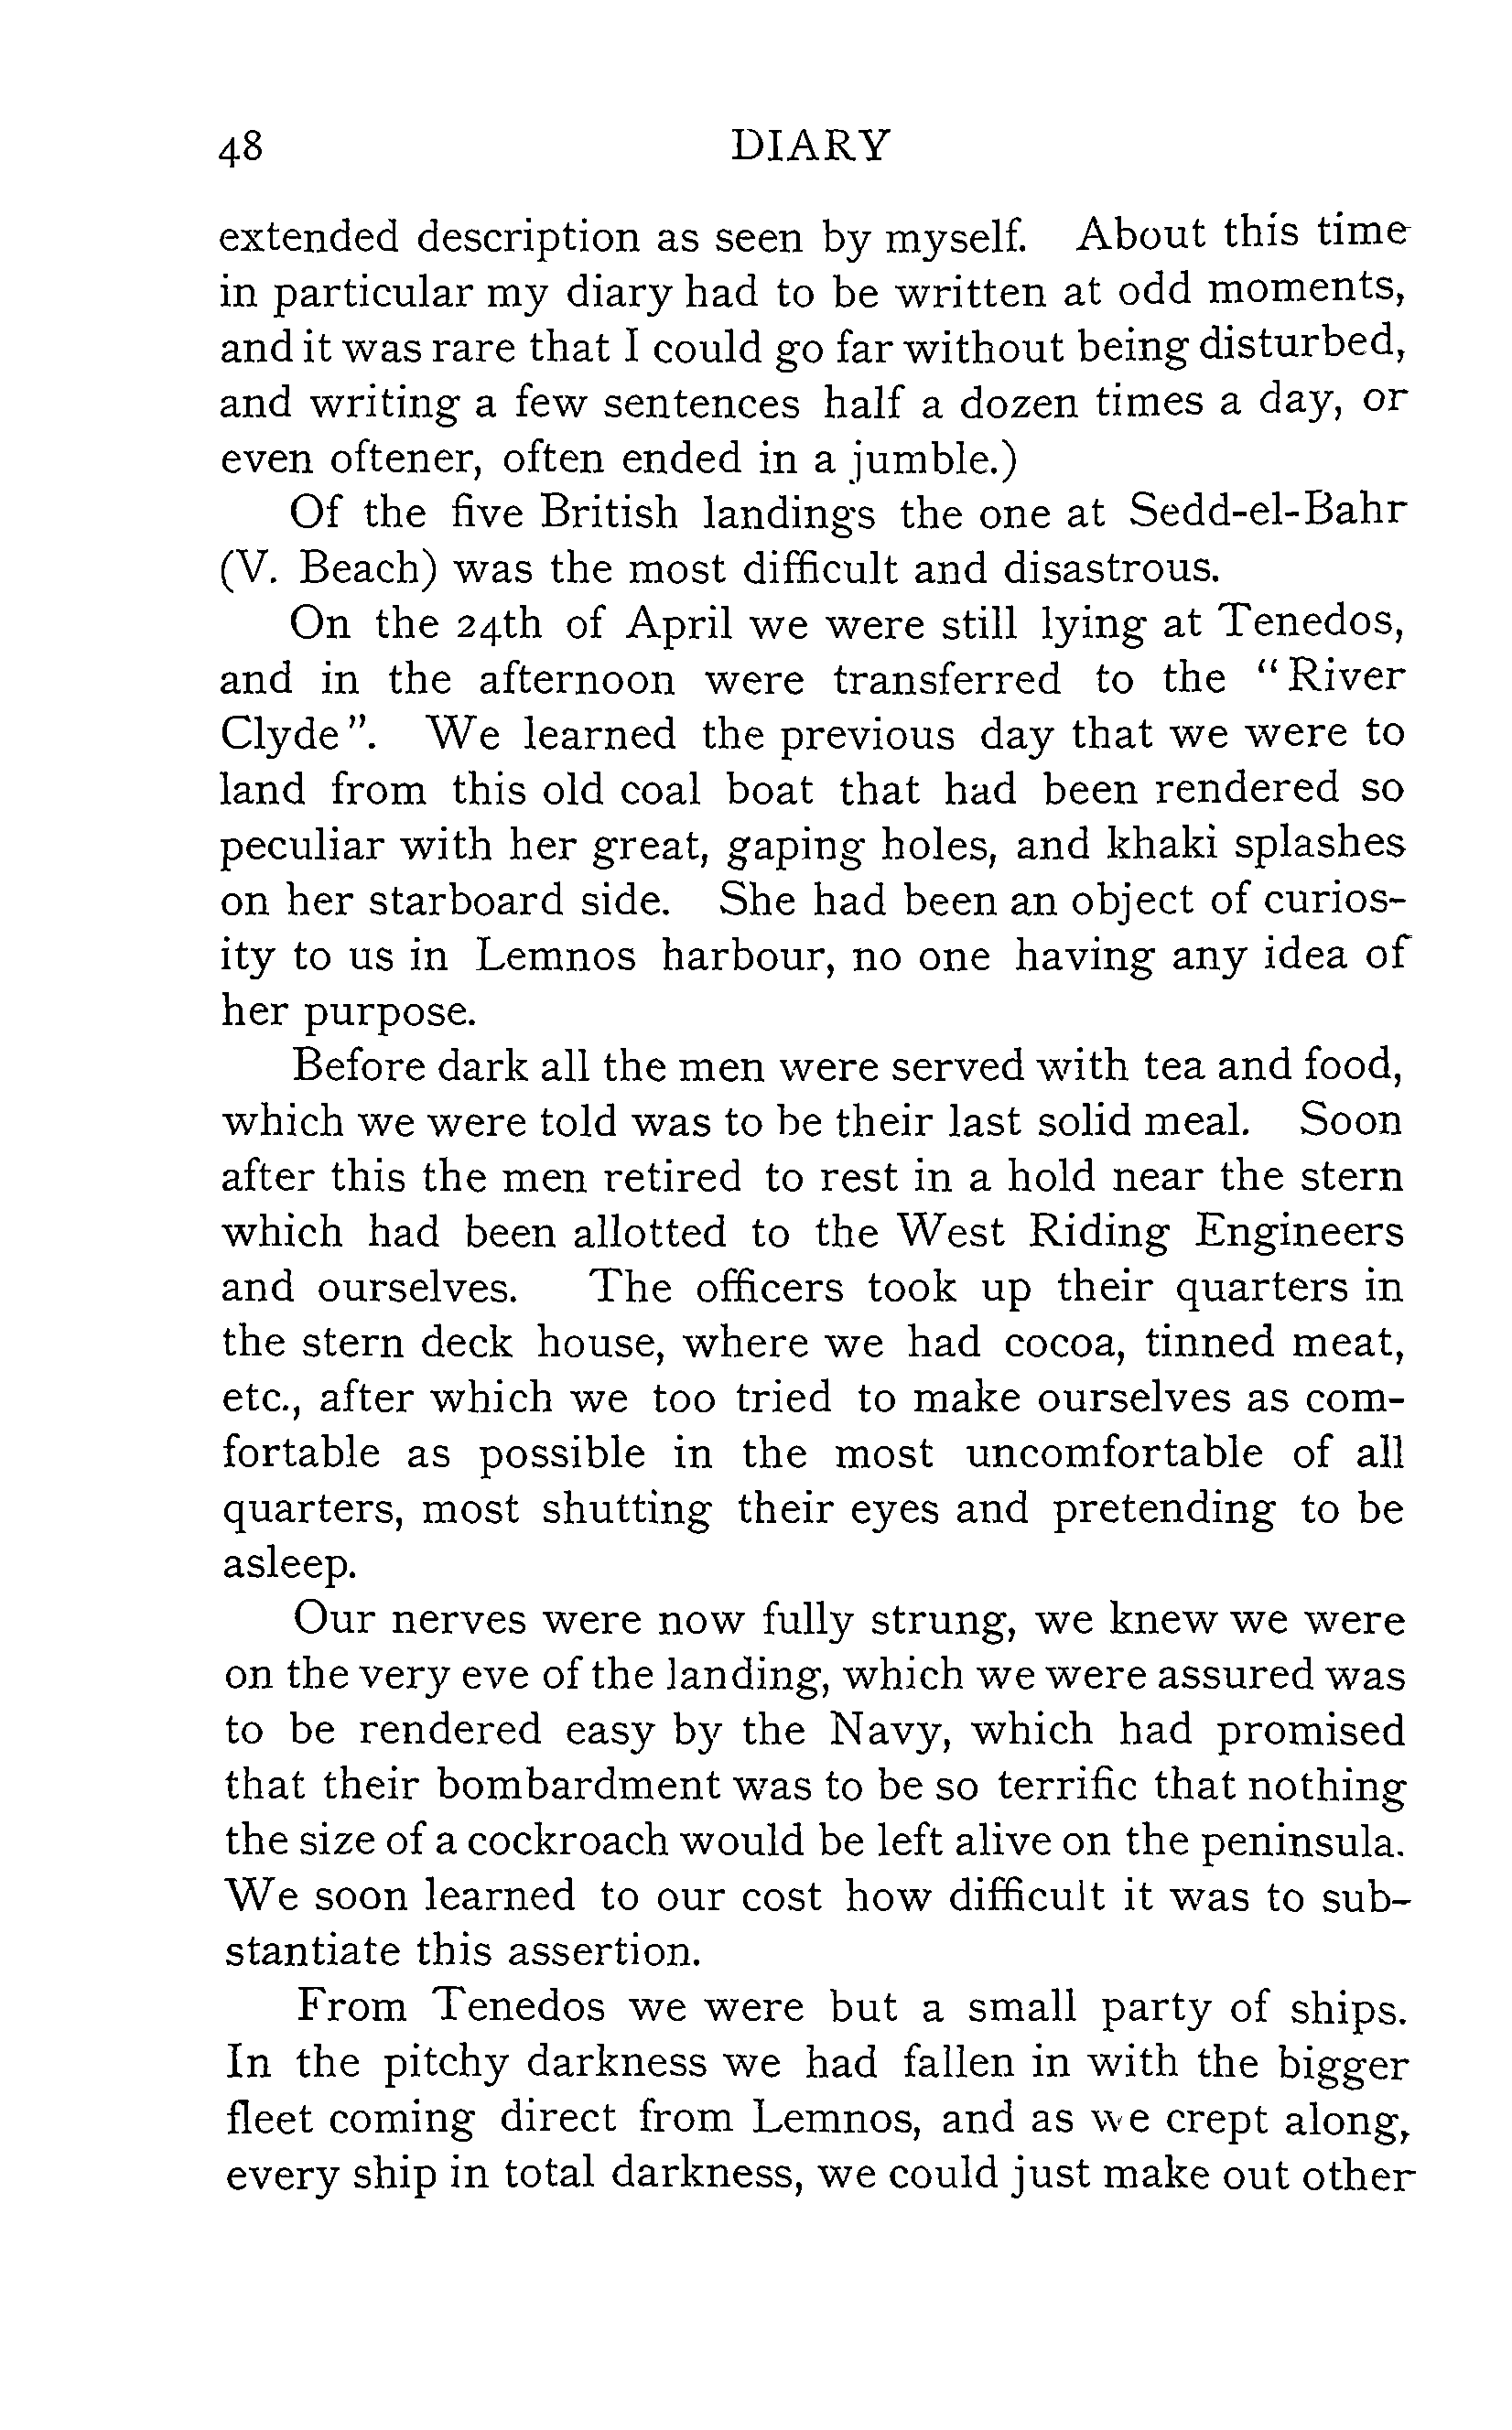 48 DIARY
extended description as seen by myself. About this time
in particular my diary had to be written at odd moments,
and it was rare that I could go far without being disturbed,
and writing a few sentences half a dozen times a day, or
even oftener, often ended in a jumble.)
Of the five British landings the one at Sedd-el-Bahr
(V. Beach) was the most difficult and disastrous.
On the 24th of April we were still lying at Tenedos,
and in the afternoon were transferred to the "River
Clyde". We learned the previous day that we were to
land from this old coal boat that had been rendered so
peculiar with her great, gaping holes, and khaki splashes
on her starboard side. She had been an object of curios-
ity to us in Lemnos harbour, no one having any idea of
her purpose.
Before dark all the men were served with tea and food,
which we were told was to be their last solid meal. Soon
after this the men retired to rest in a hold near the stern
which had been allotted to the West Riding Engineers
and ourselves. The officers took up their quarters in
the stern deck house, where we had cocoa, tinned meat,
etc., after which we too tried to make ourselves as com-
fortable as possible in the most uncomfortable of all
quarters, most shutting their eyes and pretending to be
asleep.
Our nerves were now fully strung, we knew we were
on the very eve of the landing, which we were assured was
to be rendered easy by the Navy, which had promised
that their bombardment was to be so terrific that nothing
the size of a cockroach would be left alive on the peninsula.
We soon learned to our cost how difficult it was to sub-
stantiate this assertion.
From Tenedos we were but a small party of ships.
In the pitchy darkness we had fallen in with the bigger
fleet coming direct from Lemnos, and as we crept along,
every ship in total darkness, we could just make out other